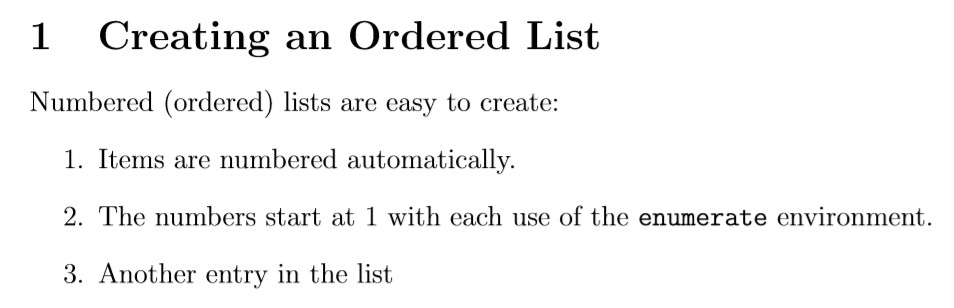 1 Creating an Ordered List
Numbered (ordered) lists are easy to create:
1. Items are numbered automatically.
2. The numbers start at 1 with each use of the enumerate environment.
3. Another entry in the list